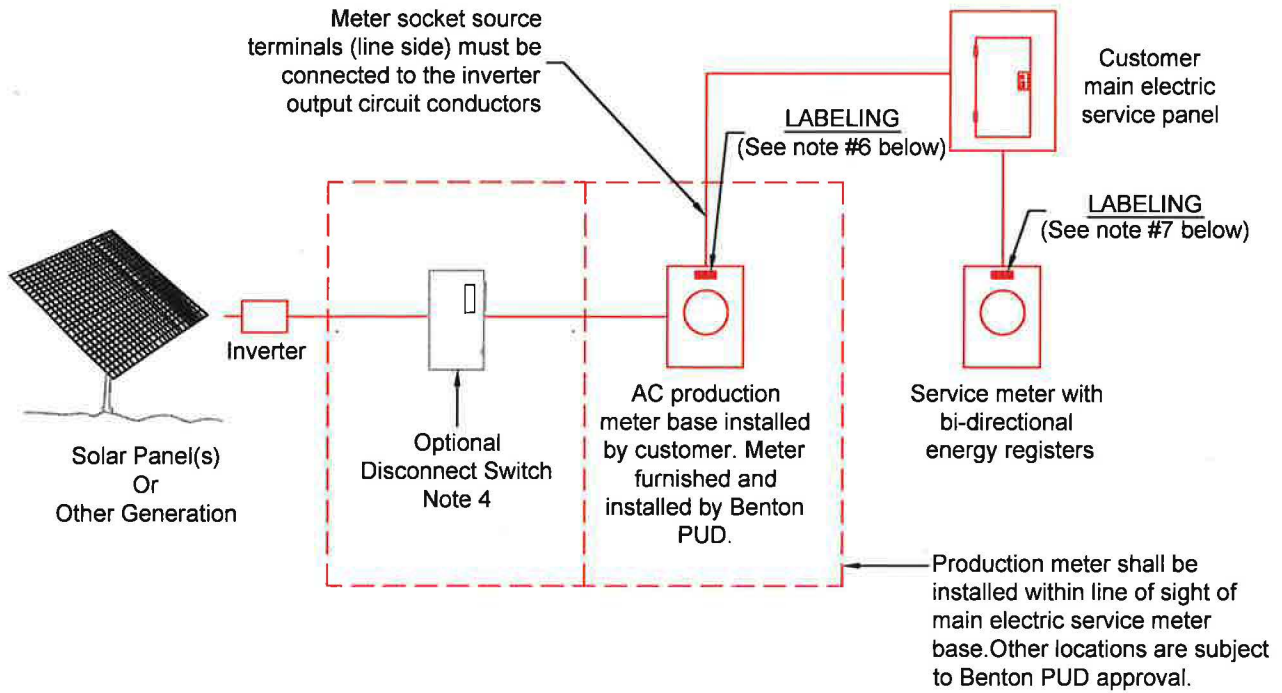 Meter socket source
terminals (line side) must be
connected to the inverter
output circuit conductors
Customer
main electric
service panel
LABELING
(See note #6 below)
LABELING
(See note #7 below)
Inverter
Solar Panel(s)
Or
Other Generation
Optional
Disconnect Switch
Note 4
AC production
meter base installed
by customer. Meter
furnished and
installed by Benton
PUD.
Service meter with
bi-directional
energy registers
Production meter shall be
installed within line of sight of
main electric service meter
base.Other locations are subject
to Benton PUD approval.